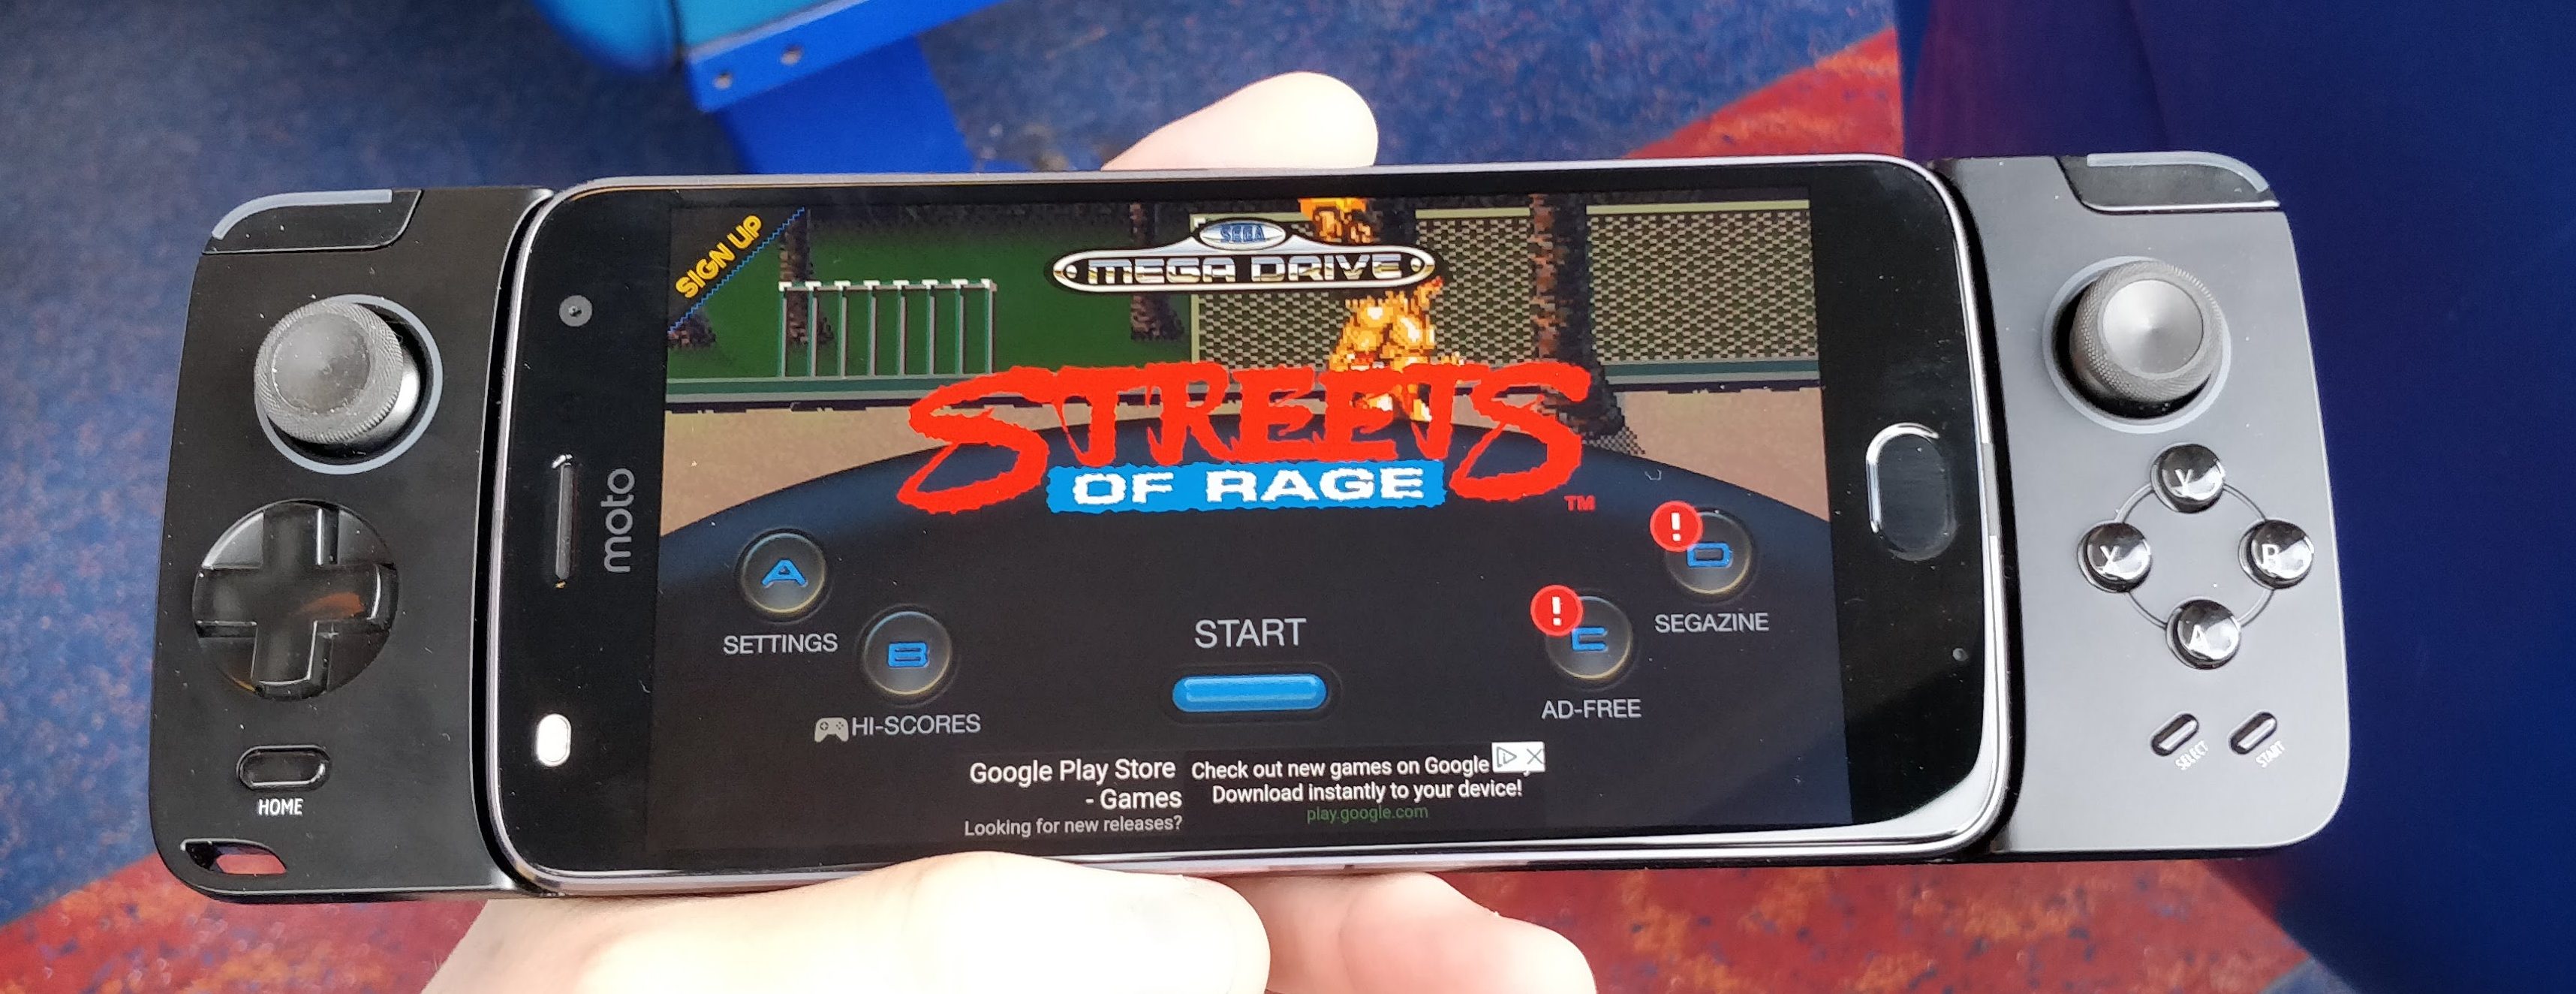 SIGN UP
SEGA
MEGA DRIVE
STREETS
OF RAGE
TM
moto
A
SETTINGS
B
HI-SCORES
START
D
SEGAZINE
C
AD-FREE
Google Play Store
- Games
Looking for new releases?
Check out new games on Google
Download instantly to your device!
play.google.com
HOME
Y
X
B
A
SELECT
START